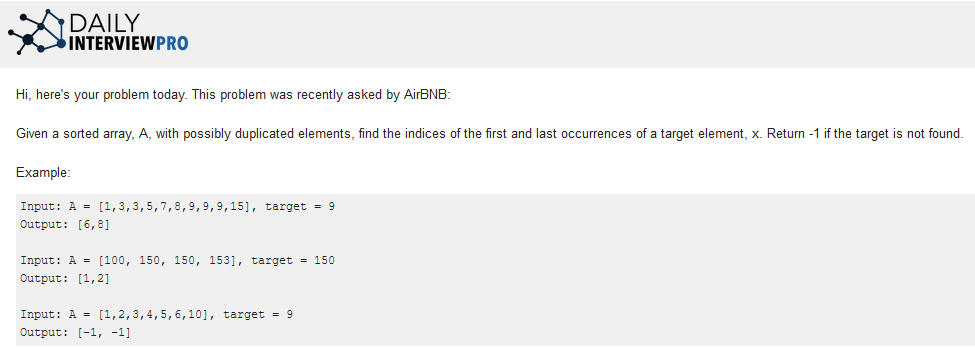 DAILY
INTERVIEWPRO
Hi, here's your problem today. This problem was recently asked by AirBNB:
Given a sorted array, A, with possibly duplicated elements, find the indices of the first and last occurrences of a target element, x. Return -1 if the target is not found.
Example:
Input: A = [1,3,3,5,7,8,9,9,9,15], target = 9
Output: [6,8]
Input: A = [100, 150, 150, 153], target = 150
Output: [1,2]
Input: A = [1,2,3,4,5,6,10], target = 9
Output: [-1, -1]